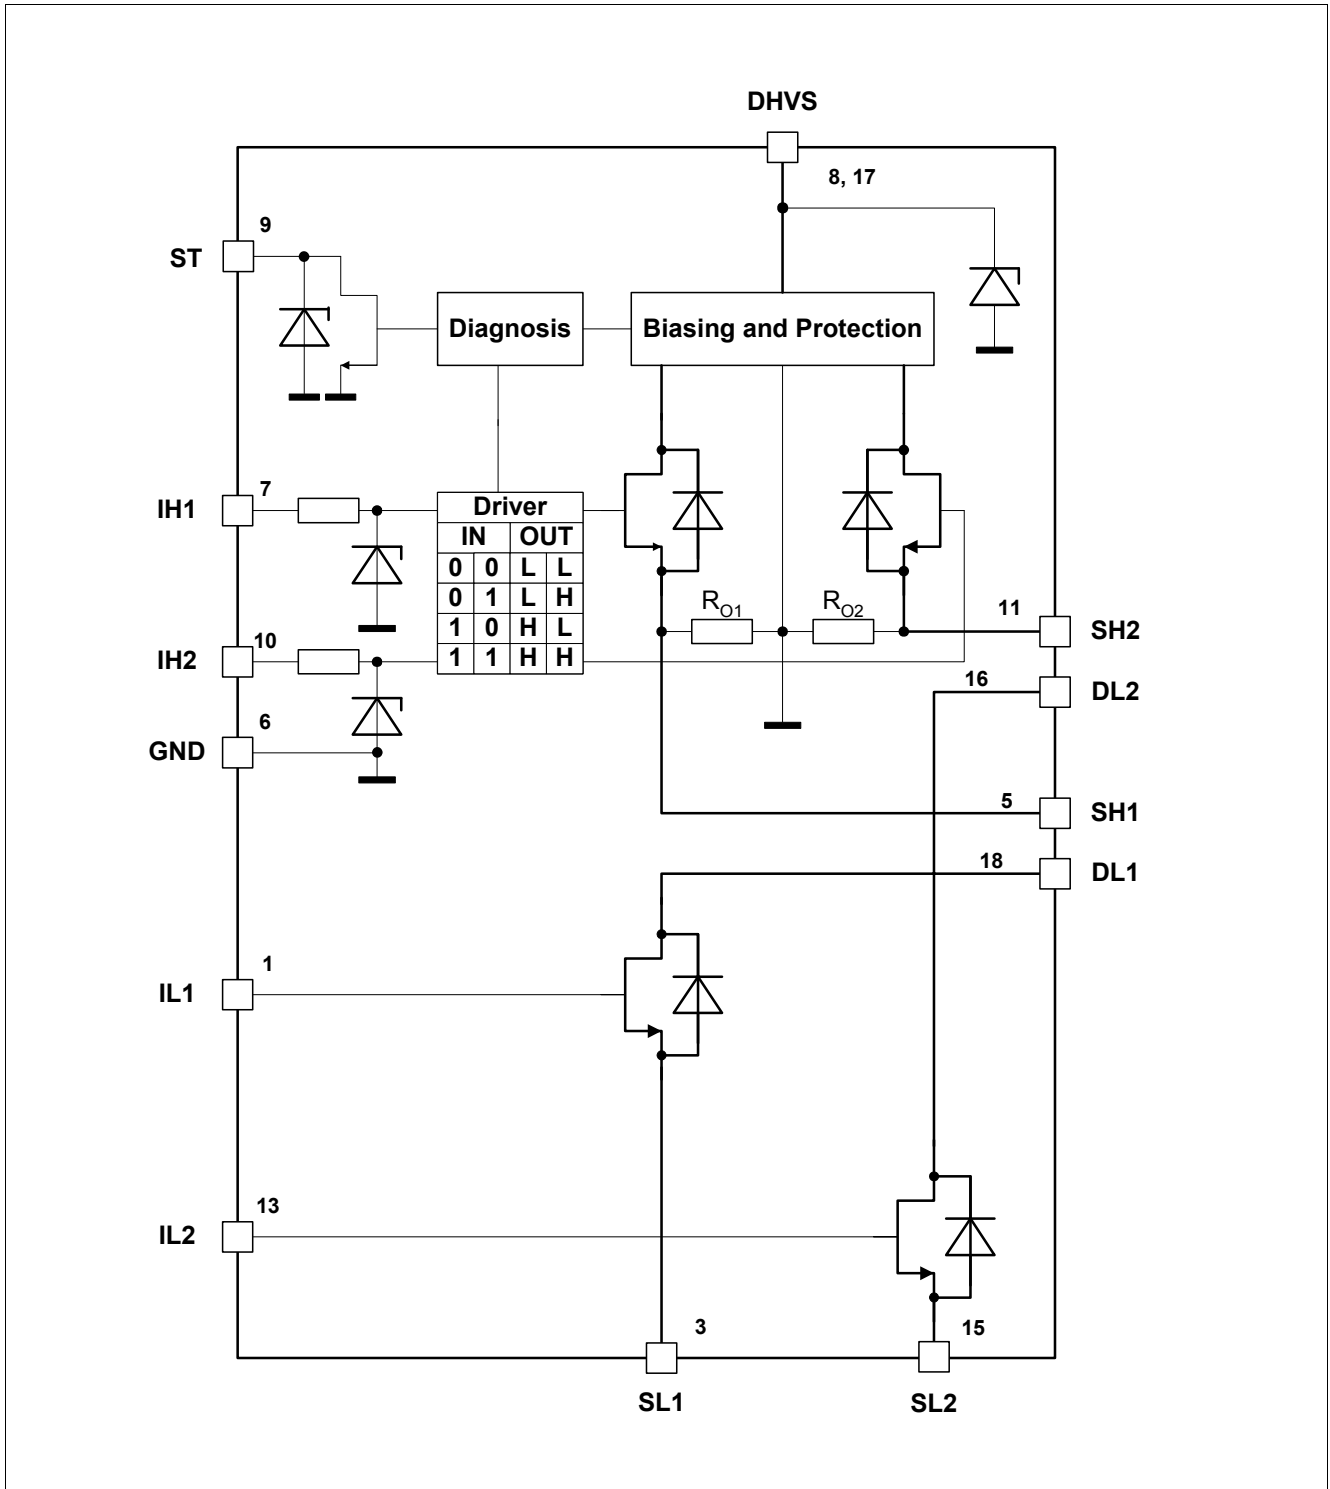 DHVS
8, 17
9
ST
Diagnosis
Biasing and Protection
7
IH1
Driver
IN OUT
0 0 L L
0 1 L H
1 0 H L
1 1 H H
RO1
RO2
11
SH2
10
IH2
16
DL2
6
GND
5
SH1
18
DL1
1
IL1
13
IL2
3
15
SL1
SL2